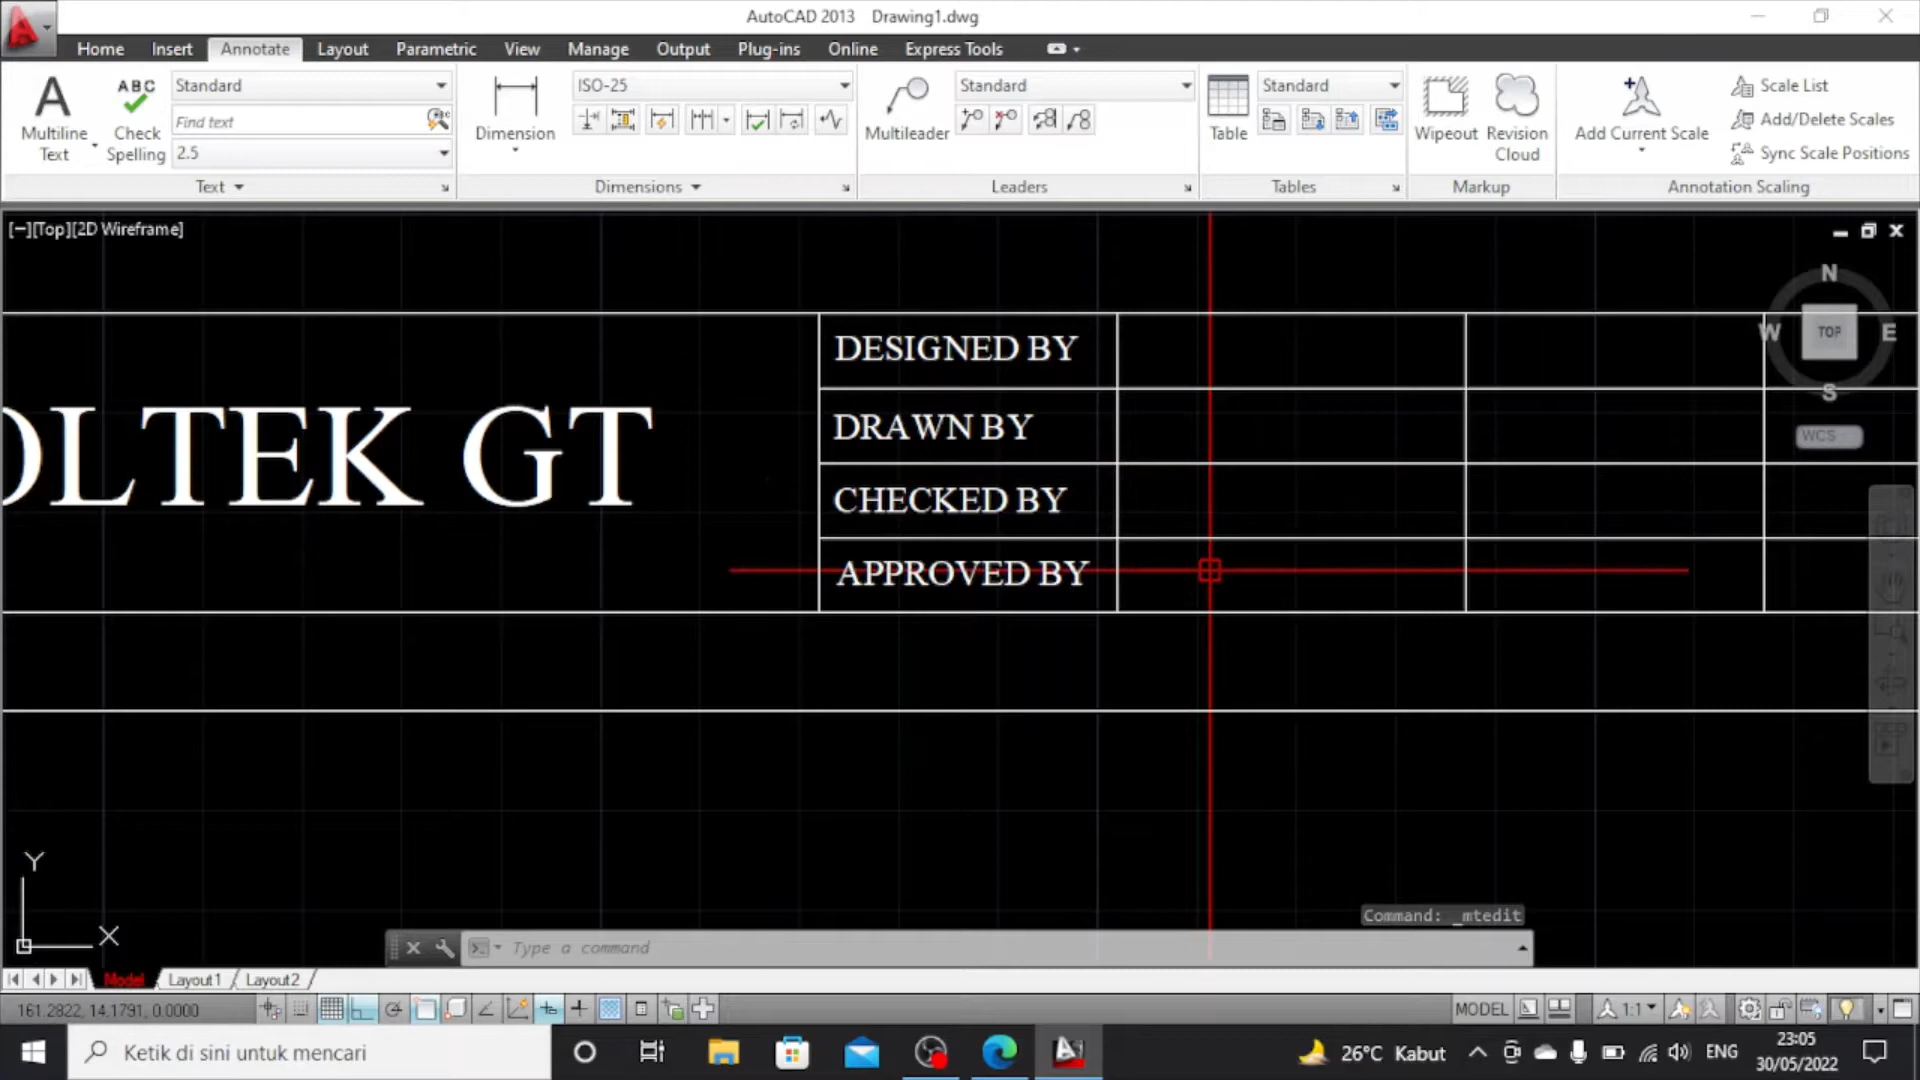 AutoCAD 2013 Drawing1.dwg
Home Insert Annotate Layout Parametric View Manage Output Plug-ins Online Express Tools
Multiline Text
ABC
Check Spelling
Standard
Find text
2.5
Text
Dimension
ISO-25
Dimensions
Multileader
Standard
Leaders
Table
Standard
Tables
Wipeout
Revision Cloud
Markup
Add Current Scale
Scale List
Add/Delete Scales
Sync Scale Positions
Annotation Scaling
[−][Top][2D Wireframe]
N
W TOP E
S
WCS
DESIGNED BY
DRAWN BY
OLTEK GT
CHECKED BY
APPROVED BY
Y
X
Command: _mtedit
Type a command
Model Layout1 Layout2
161.2822, 14.1791, 0.0000
MODEL
1:1
Ketik di sini untuk mencari
26°C Kabut
ENG
23:05
30/05/2022